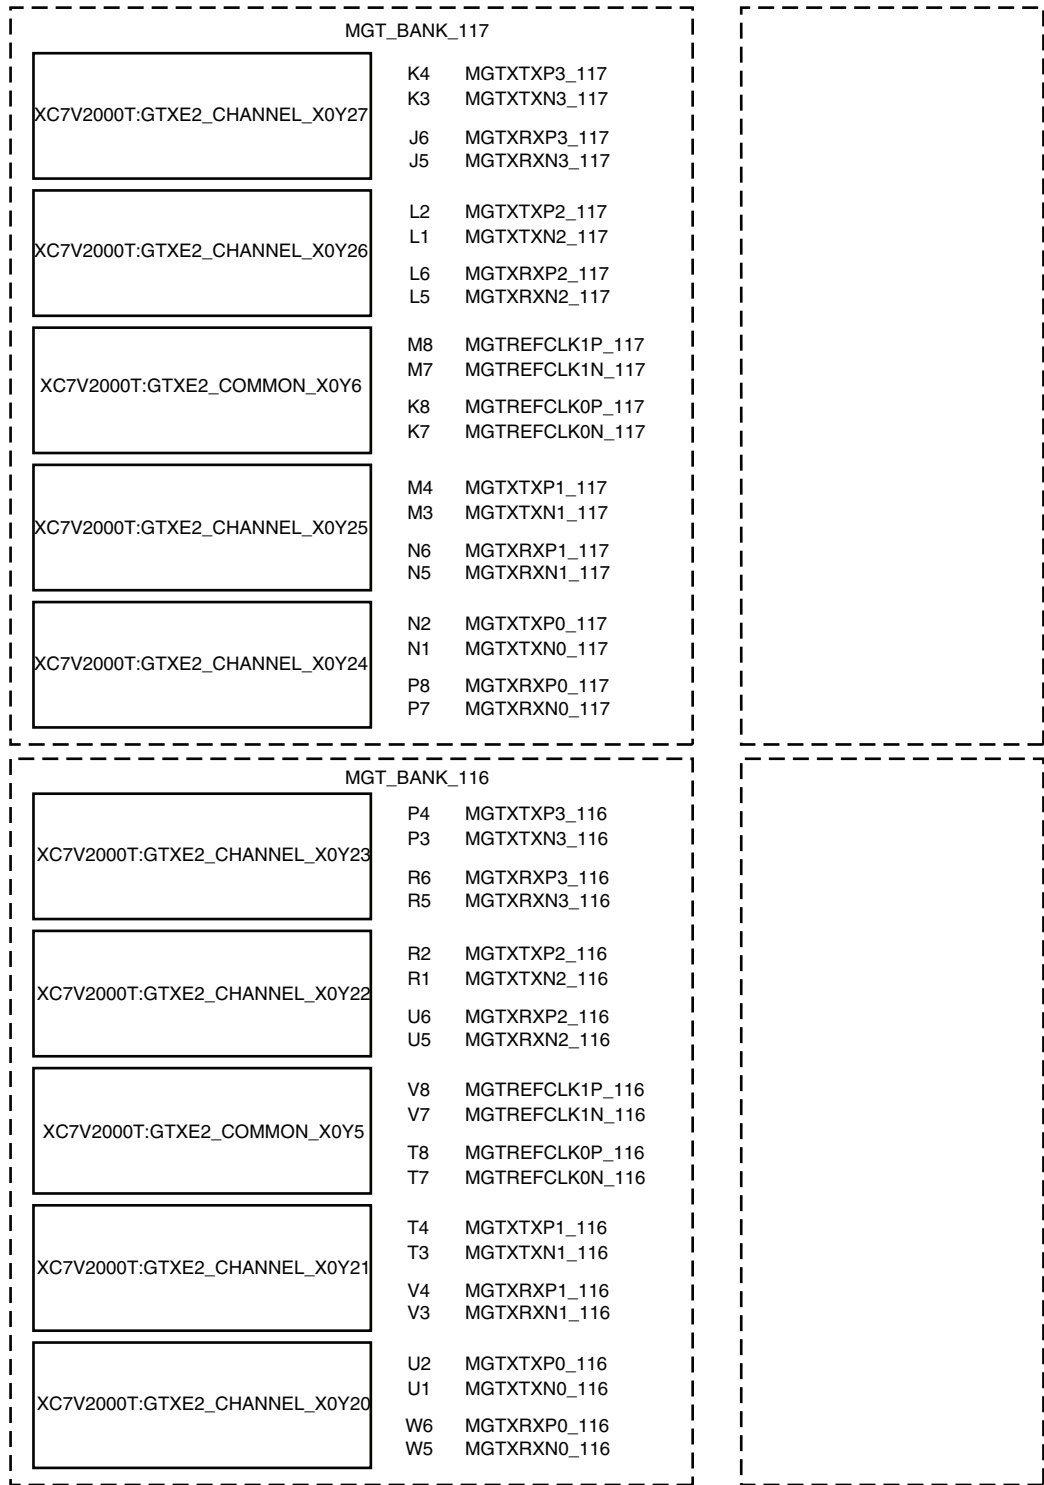 MGT_BANK_117
K4 MGTXTXP3_117
K3 MGTXTXN3_117
XC7V2000T:GTXE2_CHANNEL_X0Y27
J6 MGTXRXP3_117
J5 MGTXRXN3_117
L2 MGTXTXP2_117
L1 MGTXTXN2_117
XC7V2000T:GTXE2_CHANNEL_X0Y26
L6 MGTXRXP2_117
L5 MGTXRXN2_117
M8 MGTREFCLK1P_117
M7 MGTREFCLK1N_117
XC7V2000T:GTXE2_COMMON_X0Y6
K8 MGTREFCLK0P_117
K7 MGTREFCLK0N_117
M4 MGTXTXP1_117
M3 MGTXTXN1_117
XC7V2000T:GTXE2_CHANNEL_X0Y25
N6 MGTXRXP1_117
N5 MGTXRXN1_117
N2 MGTXTXP0_117
N1 MGTXTXN0_117
XC7V2000T:GTXE2_CHANNEL_X0Y24
P8 MGTXRXP0_117
P7 MGTXRXN0_117
MGT_BANK_116
P4 MGTXTXP3_116
P3 MGTXTXN3_116
XC7V2000T:GTXE2_CHANNEL_X0Y23
R6 MGTXRXP3_116
R5 MGTXRXN3_116
R2 MGTXTXP2_116
R1 MGTXTXN2_116
XC7V2000T:GTXE2_CHANNEL_X0Y22
U6 MGTXRXP2_116
U5 MGTXRXN2_116
V8 MGTREFCLK1P_116
V7 MGTREFCLK1N_116
XC7V2000T:GTXE2_COMMON_X0Y5
T8 MGTREFCLK0P_116
T7 MGTREFCLK0N_116
T4 MGTXTXP1_116
T3 MGTXTXN1_116
XC7V2000T:GTXE2_CHANNEL_X0Y21
V4 MGTXRXP1_116
V3 MGTXRXN1_116
U2 MGTXTXP0_116
U1 MGTXTXN0_116
XC7V2000T:GTXE2_CHANNEL_X0Y20
W6 MGTXRXP0_116
W5 MGTXRXN0_116